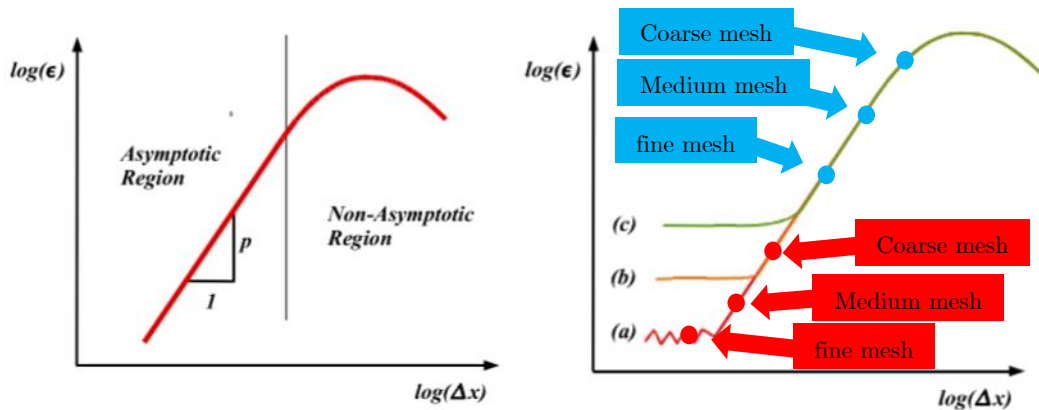 log(ϵ)
Asymptotic
Region
p
1
Non-Asymptotic
Region
log(Δx)
log(ϵ)
Coarse mesh
Medium mesh
fine mesh
(c)
(b)
(a)
Coarse mesh
Medium mesh
fine mesh
log(Δx)